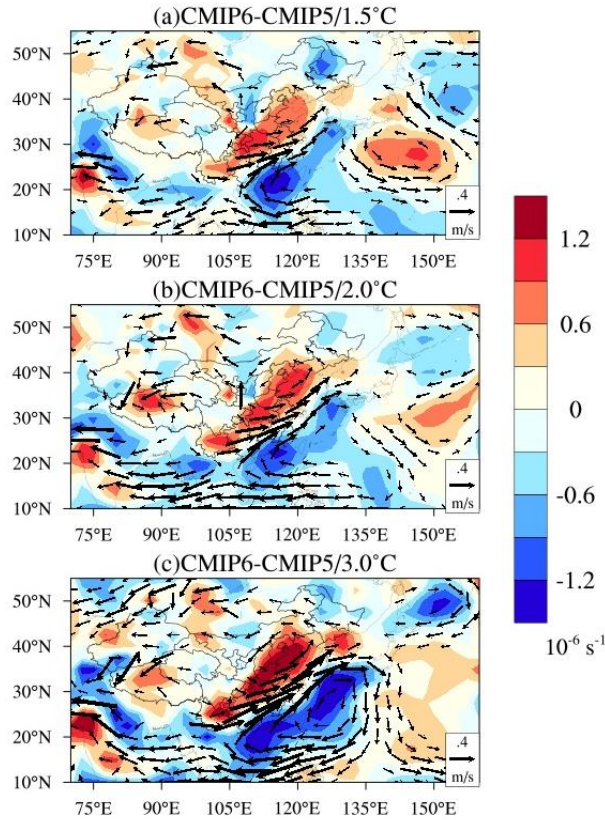 (a)CMIP6-CMIP5/1.5°C
50°N
40°N
30°N
20°N
10°N
.4
m/s
75°E 90°E 105°E 120°E 135°E 150°E
(b)CMIP6-CMIP5/2.0°C
50°N
40°N
30°N
20°N
10°N
.4
m/s
75°E 90°E 105°E 120°E 135°E 150°E
(c)CMIP6-CMIP5/3.0°C
50°N
40°N
30°N
20°N
10°N
.4
m/s
75°E 90°E 105°E 120°E 135°E 150°E
1.2
0.6
0
-0.6
-1.2
10⁻⁶ s⁻¹